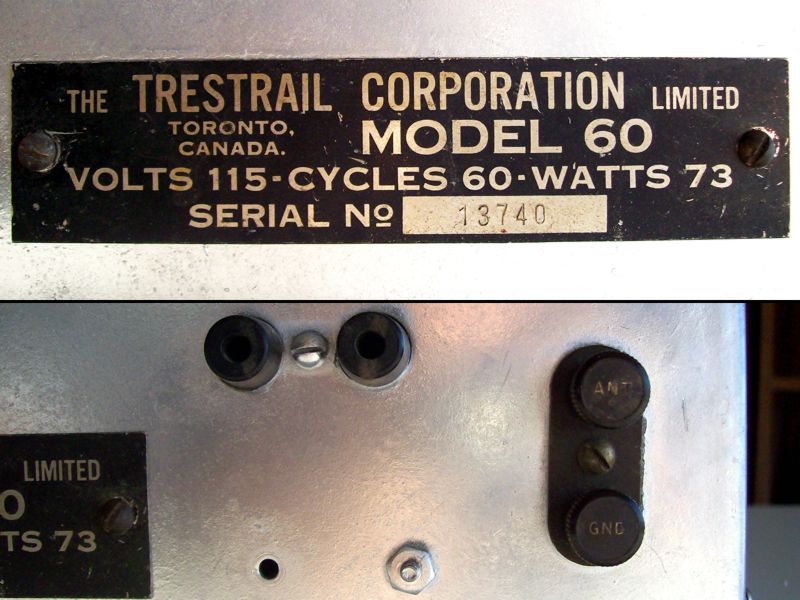 THE TRESTRAIL CORPORATION LIMITED
TORONTO, CANADA. MODEL 60
VOLTS 115-CYCLES 60-WATTS 73
SERIAL Nº 13740
ANT
LIMITED
0
TS 73
GND